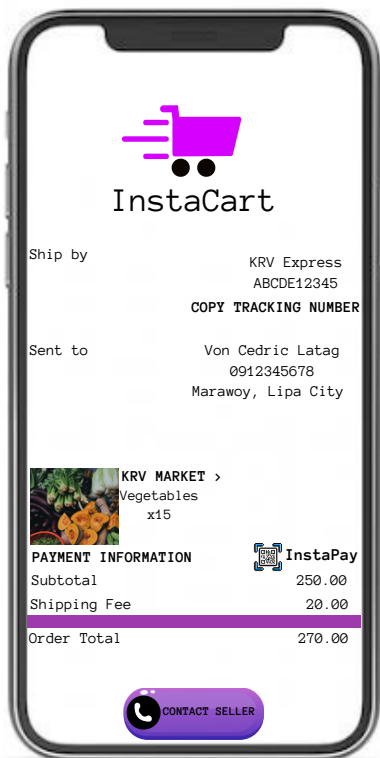 InstaCart
Ship by
KRV Express
ABCDE12345
COPY TRACKING NUMBER
Sent to
Von Cedric Latag
0912345678
Marawoy, Lipa City
KRV MARKET >
Vegetables
x15
PAYMENT INFORMATION
InstaPay
Subtotal 250.00
Shipping Fee 20.00
Order Total 270.00
CONTACT SELLER